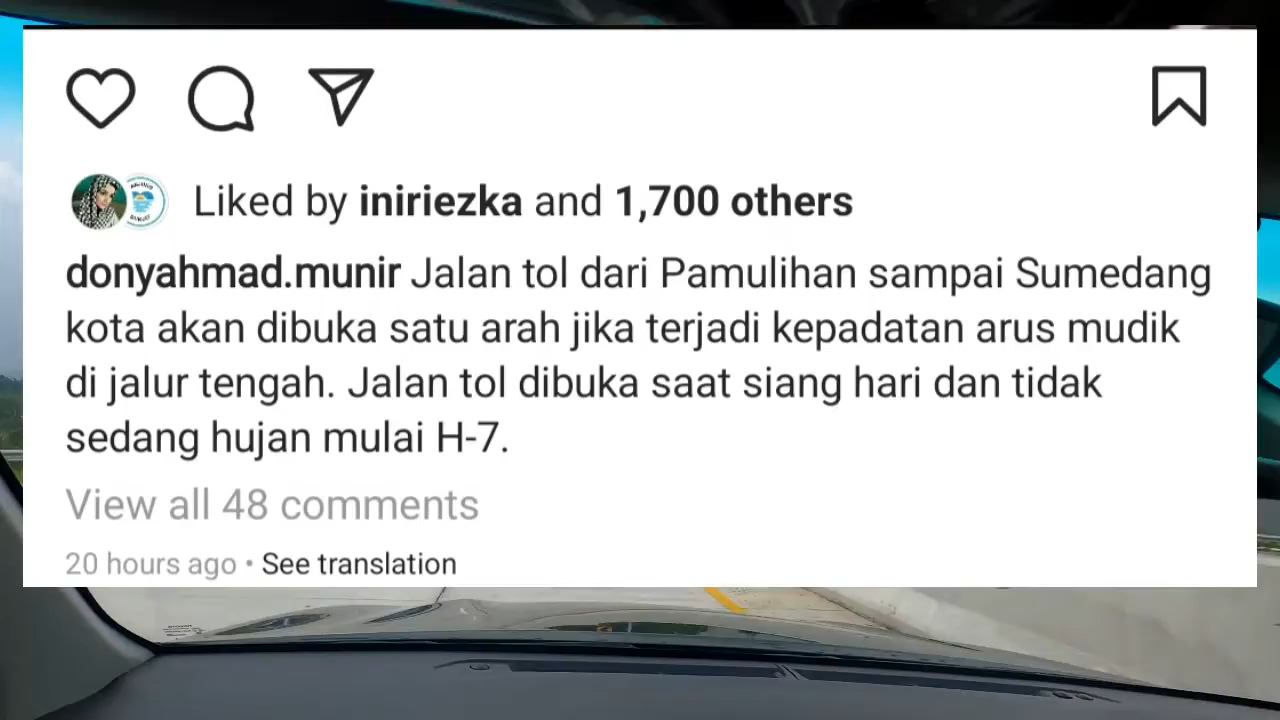 Liked by iniriezka and 1,700 others
donyahmad.munir Jalan tol dari Pamulihan sampai Sumedang
kota akan dibuka satu arah jika terjadi kepadatan arus mudik
di jalur tengah. Jalan tol dibuka saat siang hari dan tidak
sedang hujan mulai H-7.
View all 48 comments
20 hours ago • See translation